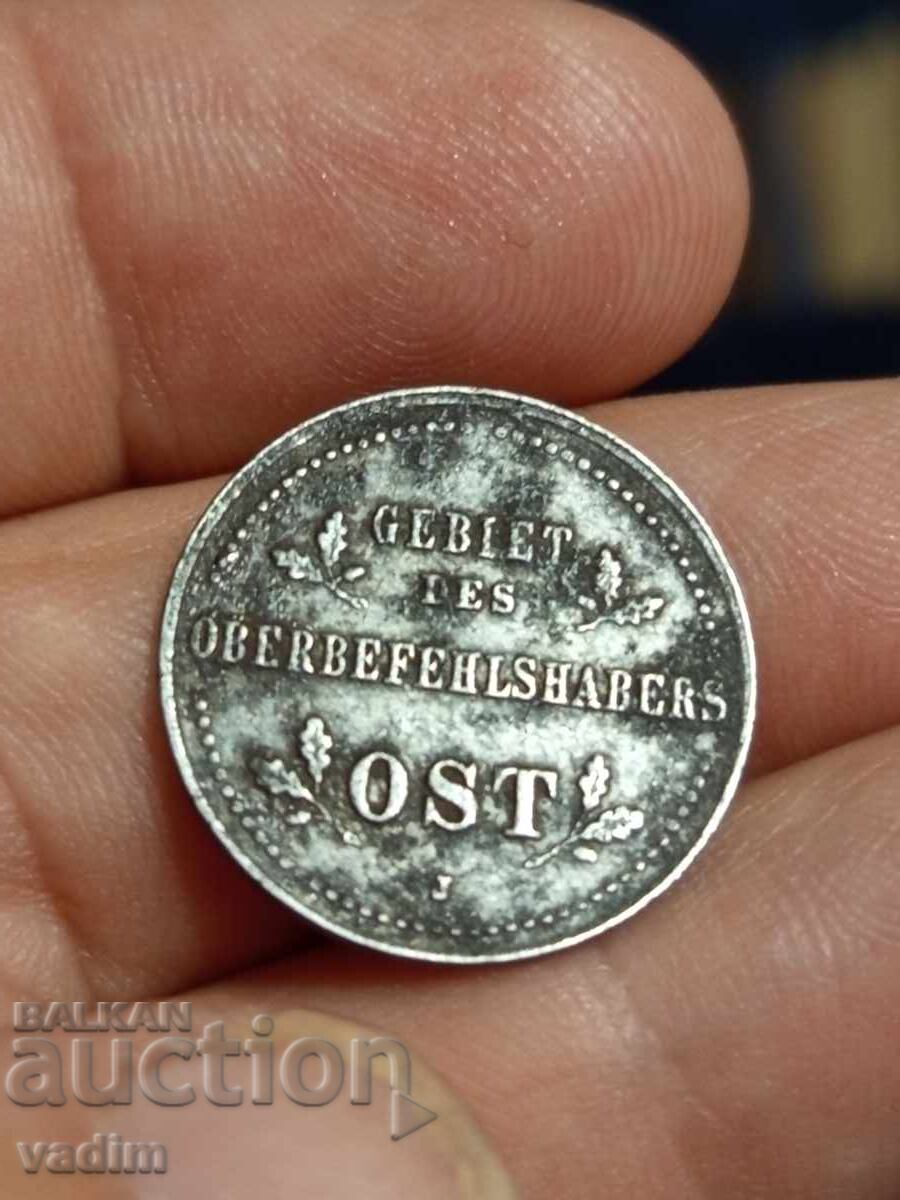 GEBIET
DES
OBERBEFEHLSHABERS
OST
J
BALKAN
auction
vadim